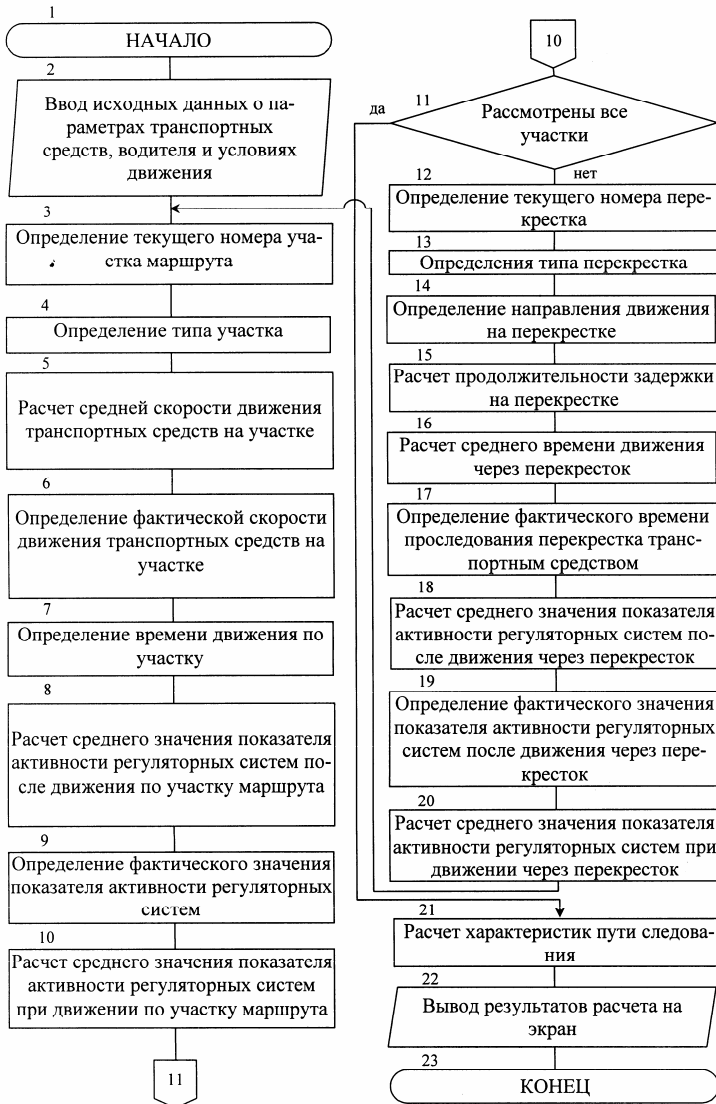 1
НАЧАЛО
2
Ввод исходных данных о па-
раметрах транспортных
средств, водителя и условиях
движения
3
Определение текущего номера уча-
стка маршрута
4
Определение типа участка
5
Расчет средней скорости движения
транспортных средств на участке
6
Определение фактической скорости
движения транспортных средств на
участке
7
Определение времени движения по
участку
8
Расчет среднего значения показателя
активности регуляторных систем по-
сле движения по участку маршрута
9
Определение фактического значения
показателя активности регуляторных
систем
10
Расчет среднего значения показателя
активности регуляторных систем
при движении по участку маршрута
11
10
11
да
Рассмотрены все
участки
нет
12
Определение текущего номера пере-
крестка
13
Определения типа перекрестка
14
Определение направления движения
на перекрестке
15
Расчет продолжительности задержки
на перекрестке
16
Расчет среднего времени движения
через перекресток
17
Определение фактического времени
проследования перекрестка транс-
портным средством
18
Расчет среднего значения показателя
активности регуляторных систем по-
сле движения через перекресток
19
Определение фактического значения
показателя активности регуляторных
систем после движения через пере-
кресток
20
Расчет среднего значения показателя
активности регуляторных систем при
движении через перекресток
21
Расчет характеристик пути следова-
ния
22
Вывод результатов расчета на
экран
23
КОНЕЦ